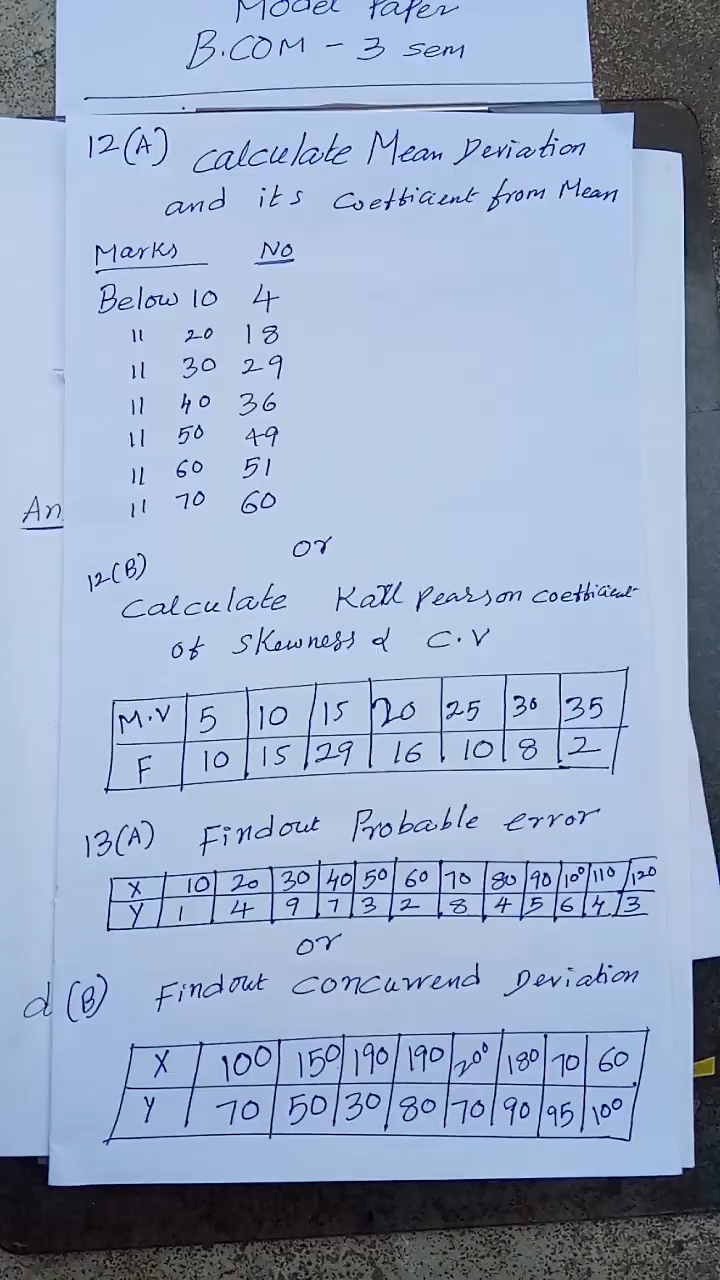 Model Paper
B.COM - 3 sem
12(A) calculate Mean Deviation
and its coefficient from Mean
Marks No
Below 10 4
" 20 18
" 30 29
" 40 36
" 50 49
" 60 51
" 70 60
An
or
12(B)
calculate Karl pearson coefficient
of skewness & C.V
M.V 5 10 15 20 25 30 35
F 10 15 29 16 10 8 2
13(A) Findout Probable error
X 10 20 30 40 50 60 70 80 90 100 110 120
Y 1 4 9 7 3 2 8 4 5 6 4 3
or
d (B) Findout concurrend Deviation
X 100 150 190 190 200 180 70 60
Y 70 50 30 80 70 90 95 100